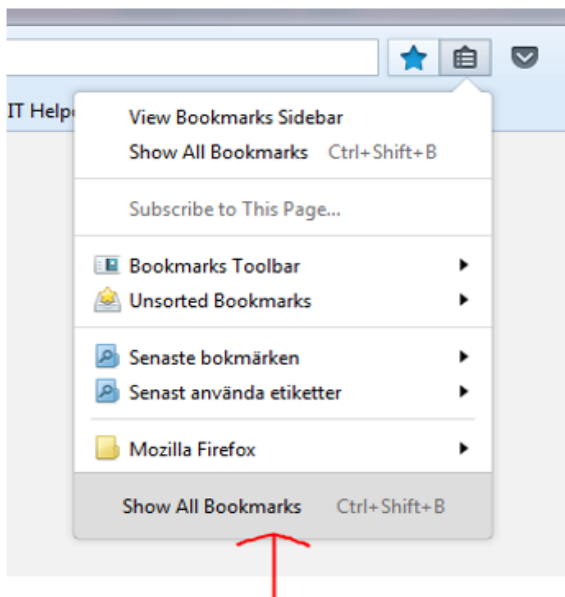 IT Help
View Bookmarks Sidebar
Show All Bookmarks Ctrl+Shift+B
Subscribe to This Page...
Bookmarks Toolbar
Unsorted Bookmarks
Senaste bokmärken
Senast använda etiketter
Mozilla Firefox
Show All Bookmarks Ctrl+Shift+B